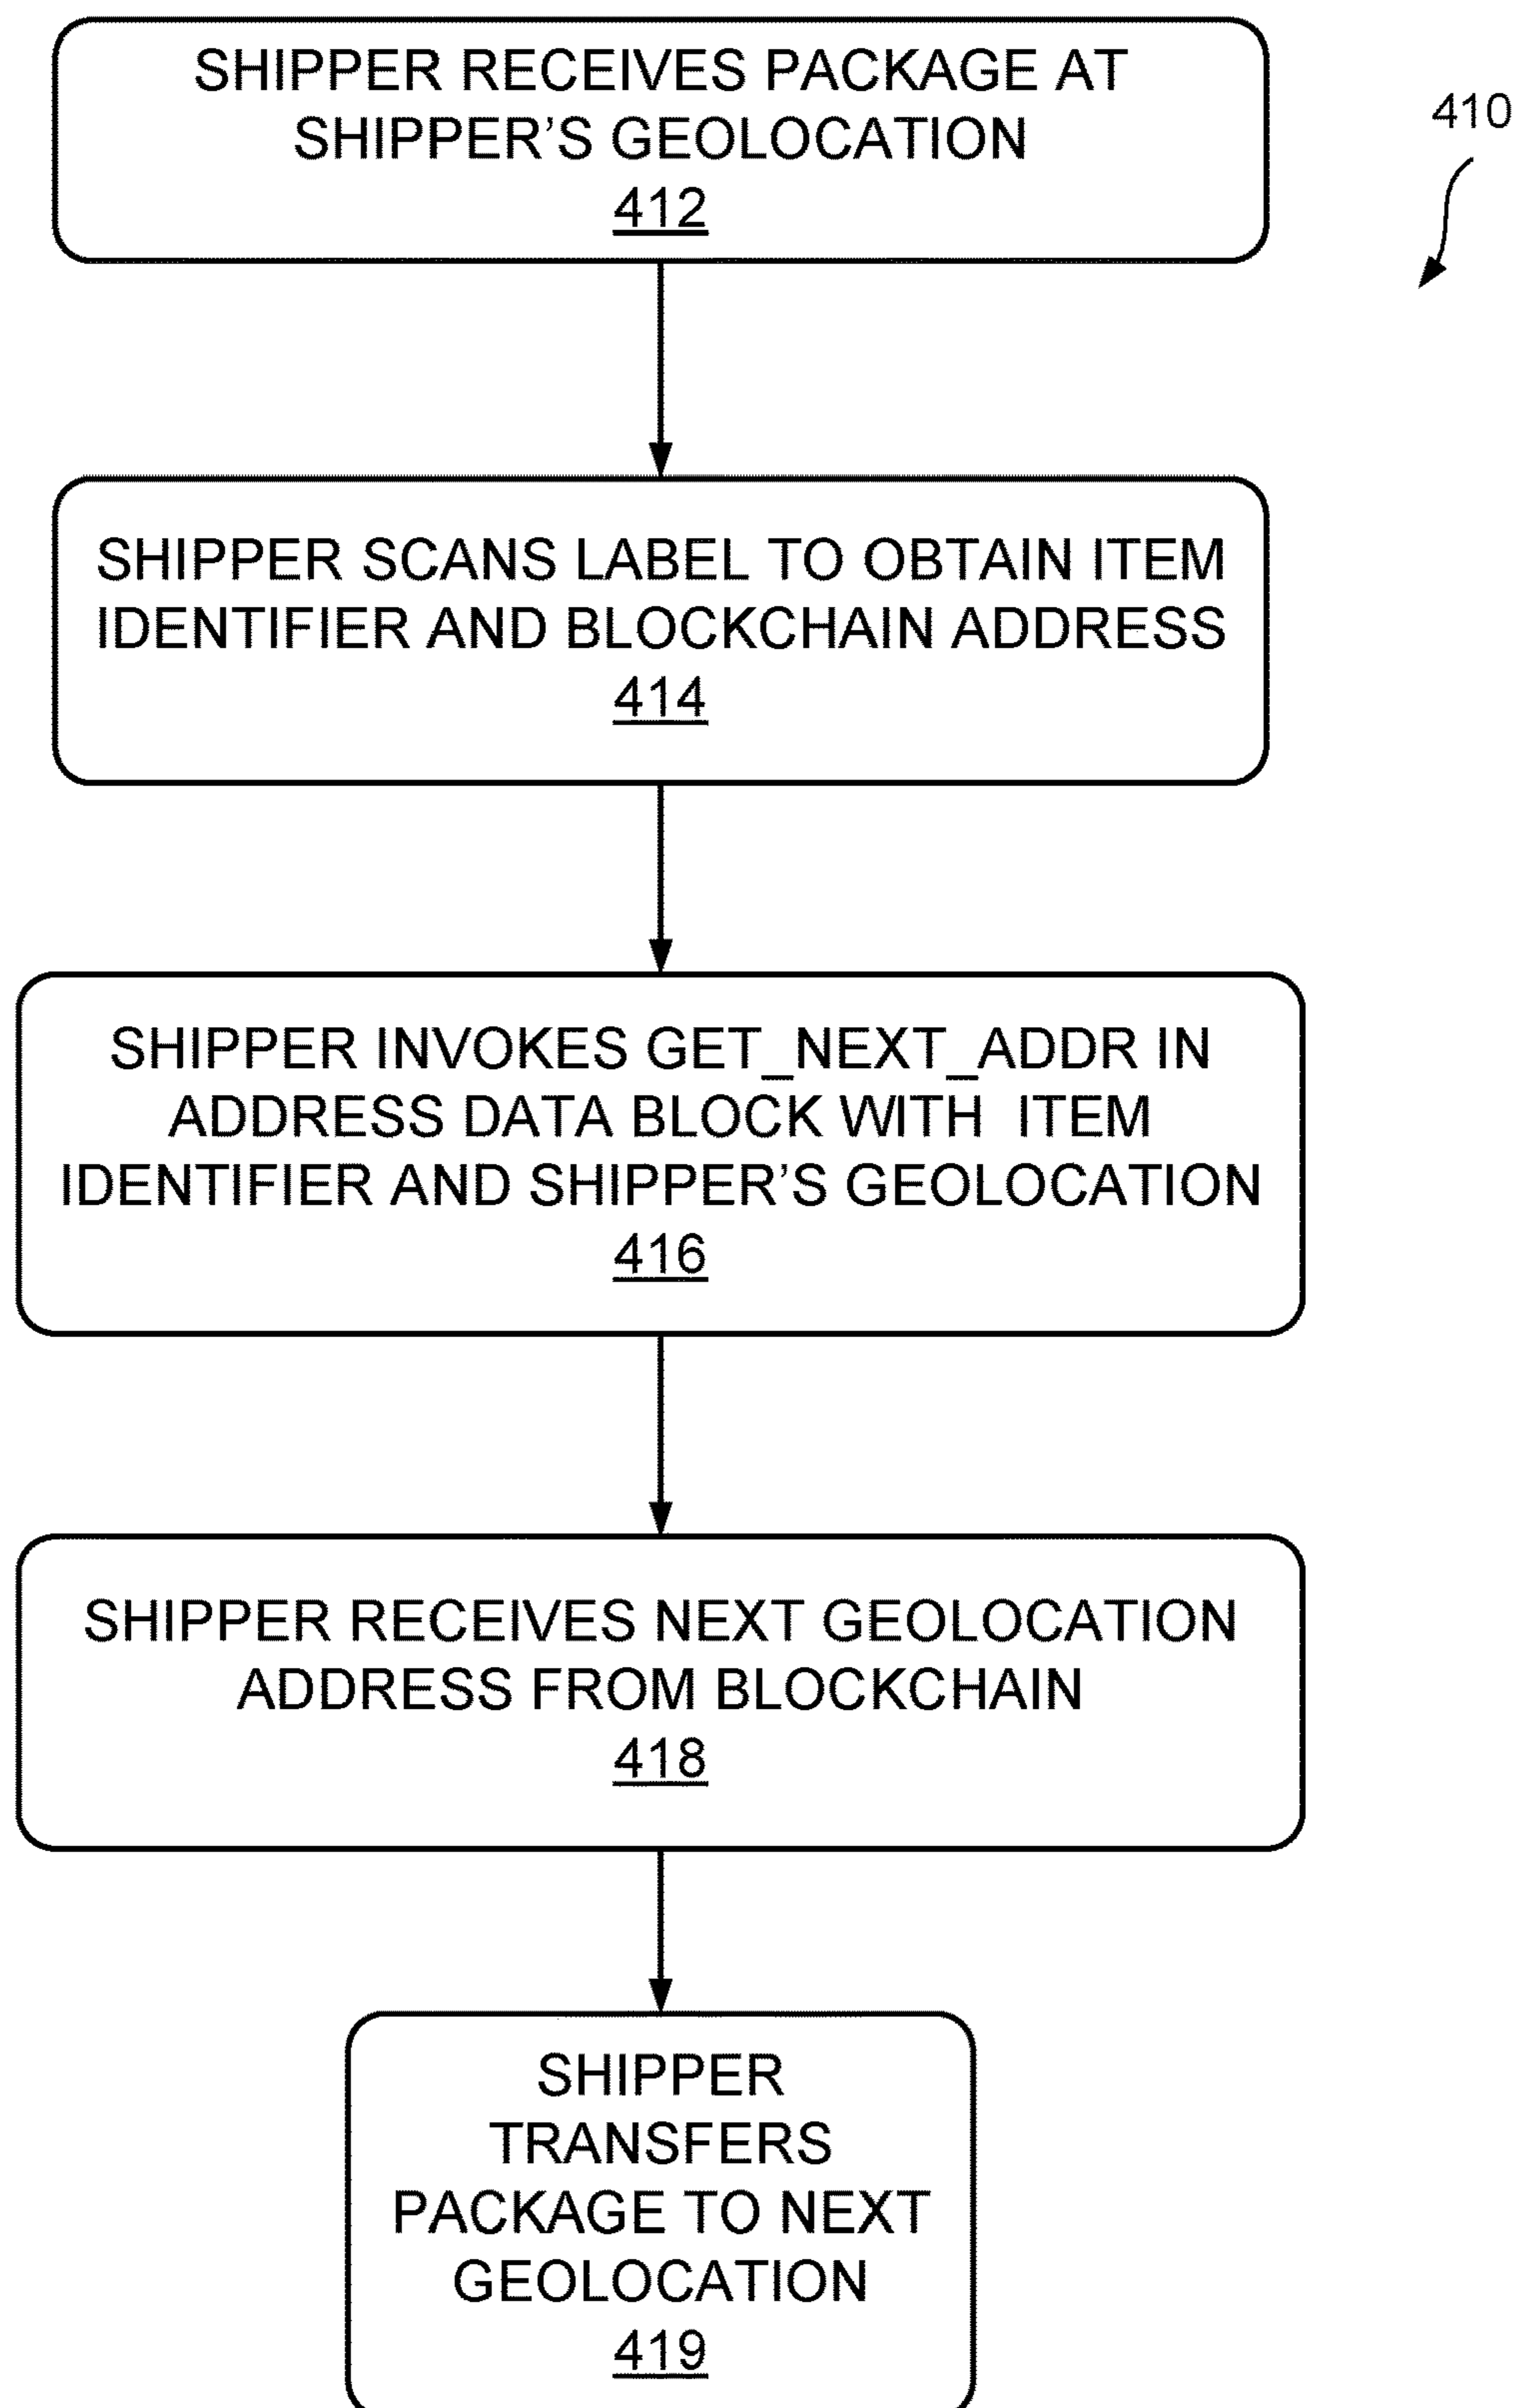 SHIPPER RECEIVES PACKAGE AT
SHIPPER’S GEOLOCATION
412
410
SHIPPER SCANS LABEL TO OBTAIN ITEM
IDENTIFIER AND BLOCKCHAIN ADDRESS
414
SHIPPER INVOKES GET_NEXT_ADDR IN
ADDRESS DATA BLOCK WITH ITEM
IDENTIFIER AND SHIPPER’S GEOLOCATION
416
SHIPPER RECEIVES NEXT GEOLOCATION
ADDRESS FROM BLOCKCHAIN
418
SHIPPER
TRANSFERS
PACKAGE TO NEXT
GEOLOCATION
419